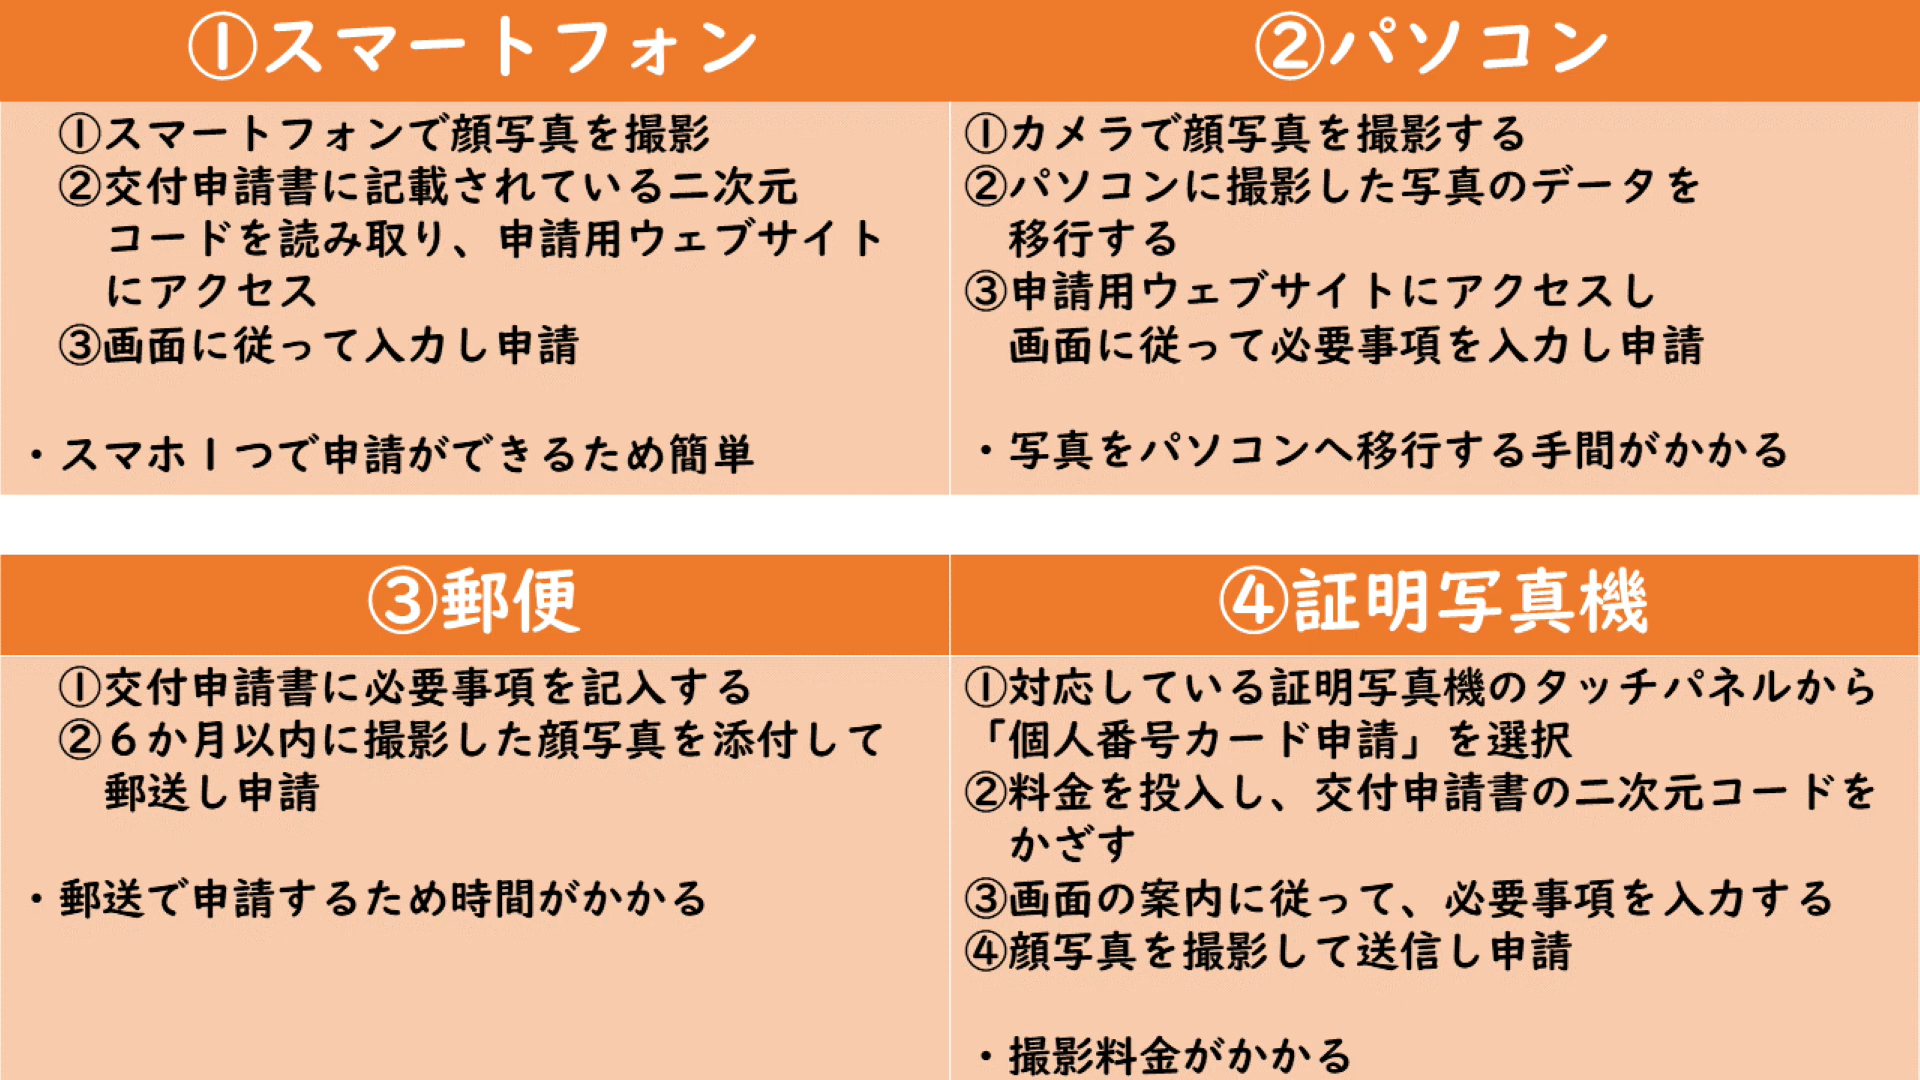 ①スマートフォン
①スマートフォンで顔写真を撮影
②交付申請書に記載されている二次元
コードを読み取り、申請用ウェブサイト
にアクセス
③画面に従って入力し申請
・スマホ1つで申請ができるため簡単
②パソコン
①カメラで顔写真を撮影する
②パソコンに撮影した写真のデータを
移行する
③申請用ウェブサイトにアクセスし
画面に従って必要事項を入力し申請
・写真をパソコンへ移行する手間がかかる
③郵便
①交付申請書に必要事項を記入する
②６か月以内に撮影した顔写真を添付して
郵送し申請
・郵送で申請するため時間がかかる
④証明写真機
①対応している証明写真機のタッチパネルから
「個人番号カード申請」を選択
②料金を投入し、交付申請書の二次元コードを
かざす
③画面の案内に従って、必要事項を入力する
④顔写真を撮影して送信し申請
・撮影料金がかかる